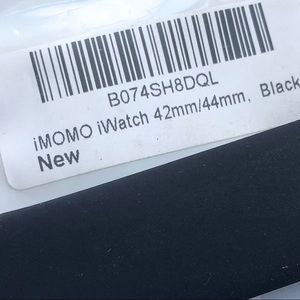 B074SH8DQL
iMOMO iWatch 42mm/44mm, Black
New